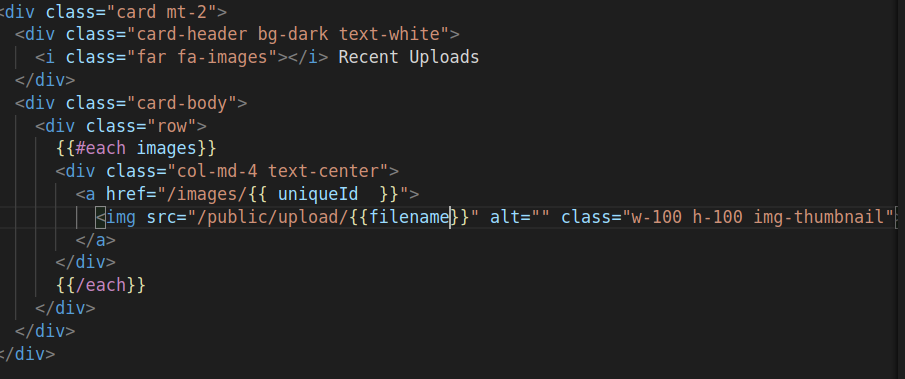 <div class="card mt-2">
<div class="card-header bg-dark text-white">
<i class="far fa-images"></i> Recent Uploads
</div>
<div class="card-body">
<div class="row">
{{#each images}}
<div class="col-md-4 text-center">
<a href="/images/{{ uniqueId  }}">
<img src="/public/upload/{{filename}}" alt="" class="w-100 h-100 img-thumbnail">
</a>
</div>
{{/each}}
</div>
</div>
</div>